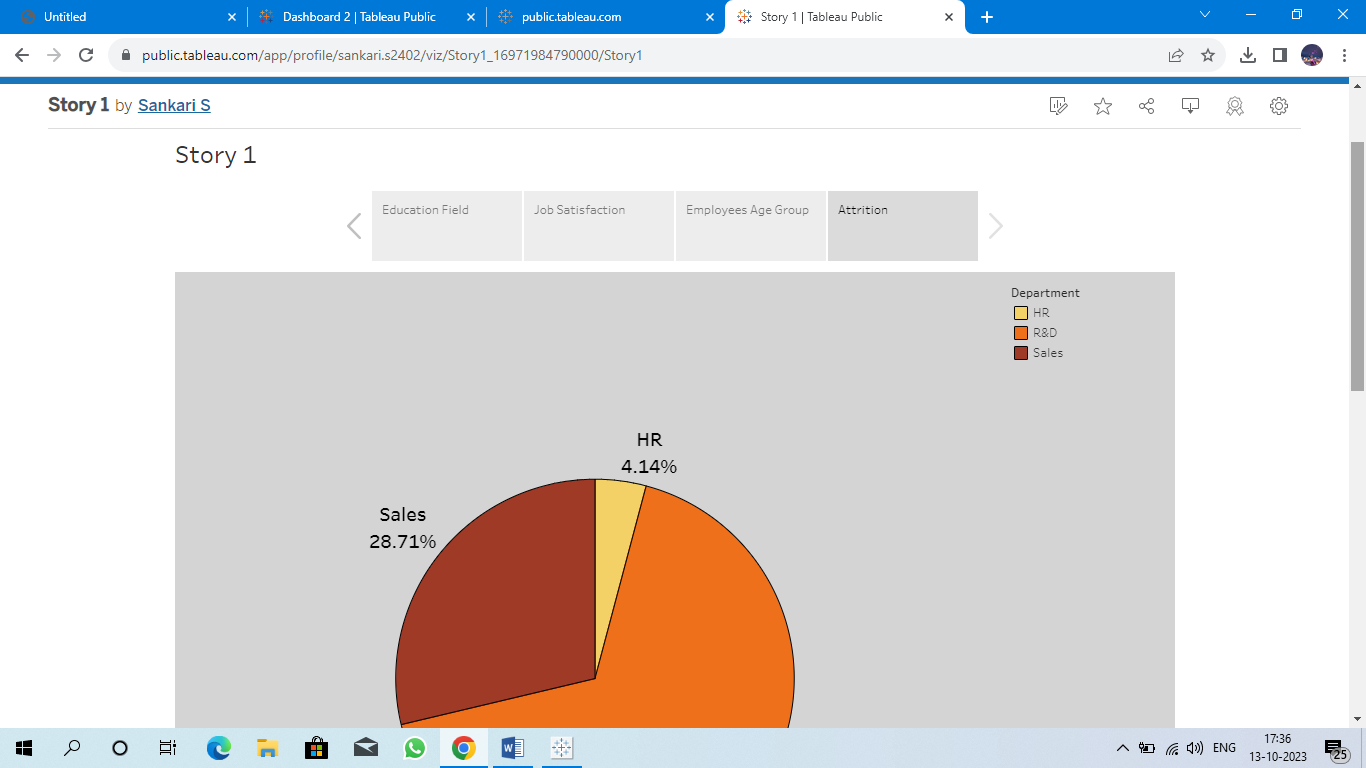 Untitled
Dashboard 2 | Tableau Public
public.tableau.com
Story 1 | Tableau Public
public.tableau.com/app/profile/sankari.s2402/viz/Story1_16971984790000/Story1
Story 1 by Sankari S
Story 1
Education Field
Job Satisfaction
Employees Age Group
Attrition
Department
HR
R&D
Sales
HR
4.14%
Sales
28.71%
ENG
17:36
13-10-2023
25